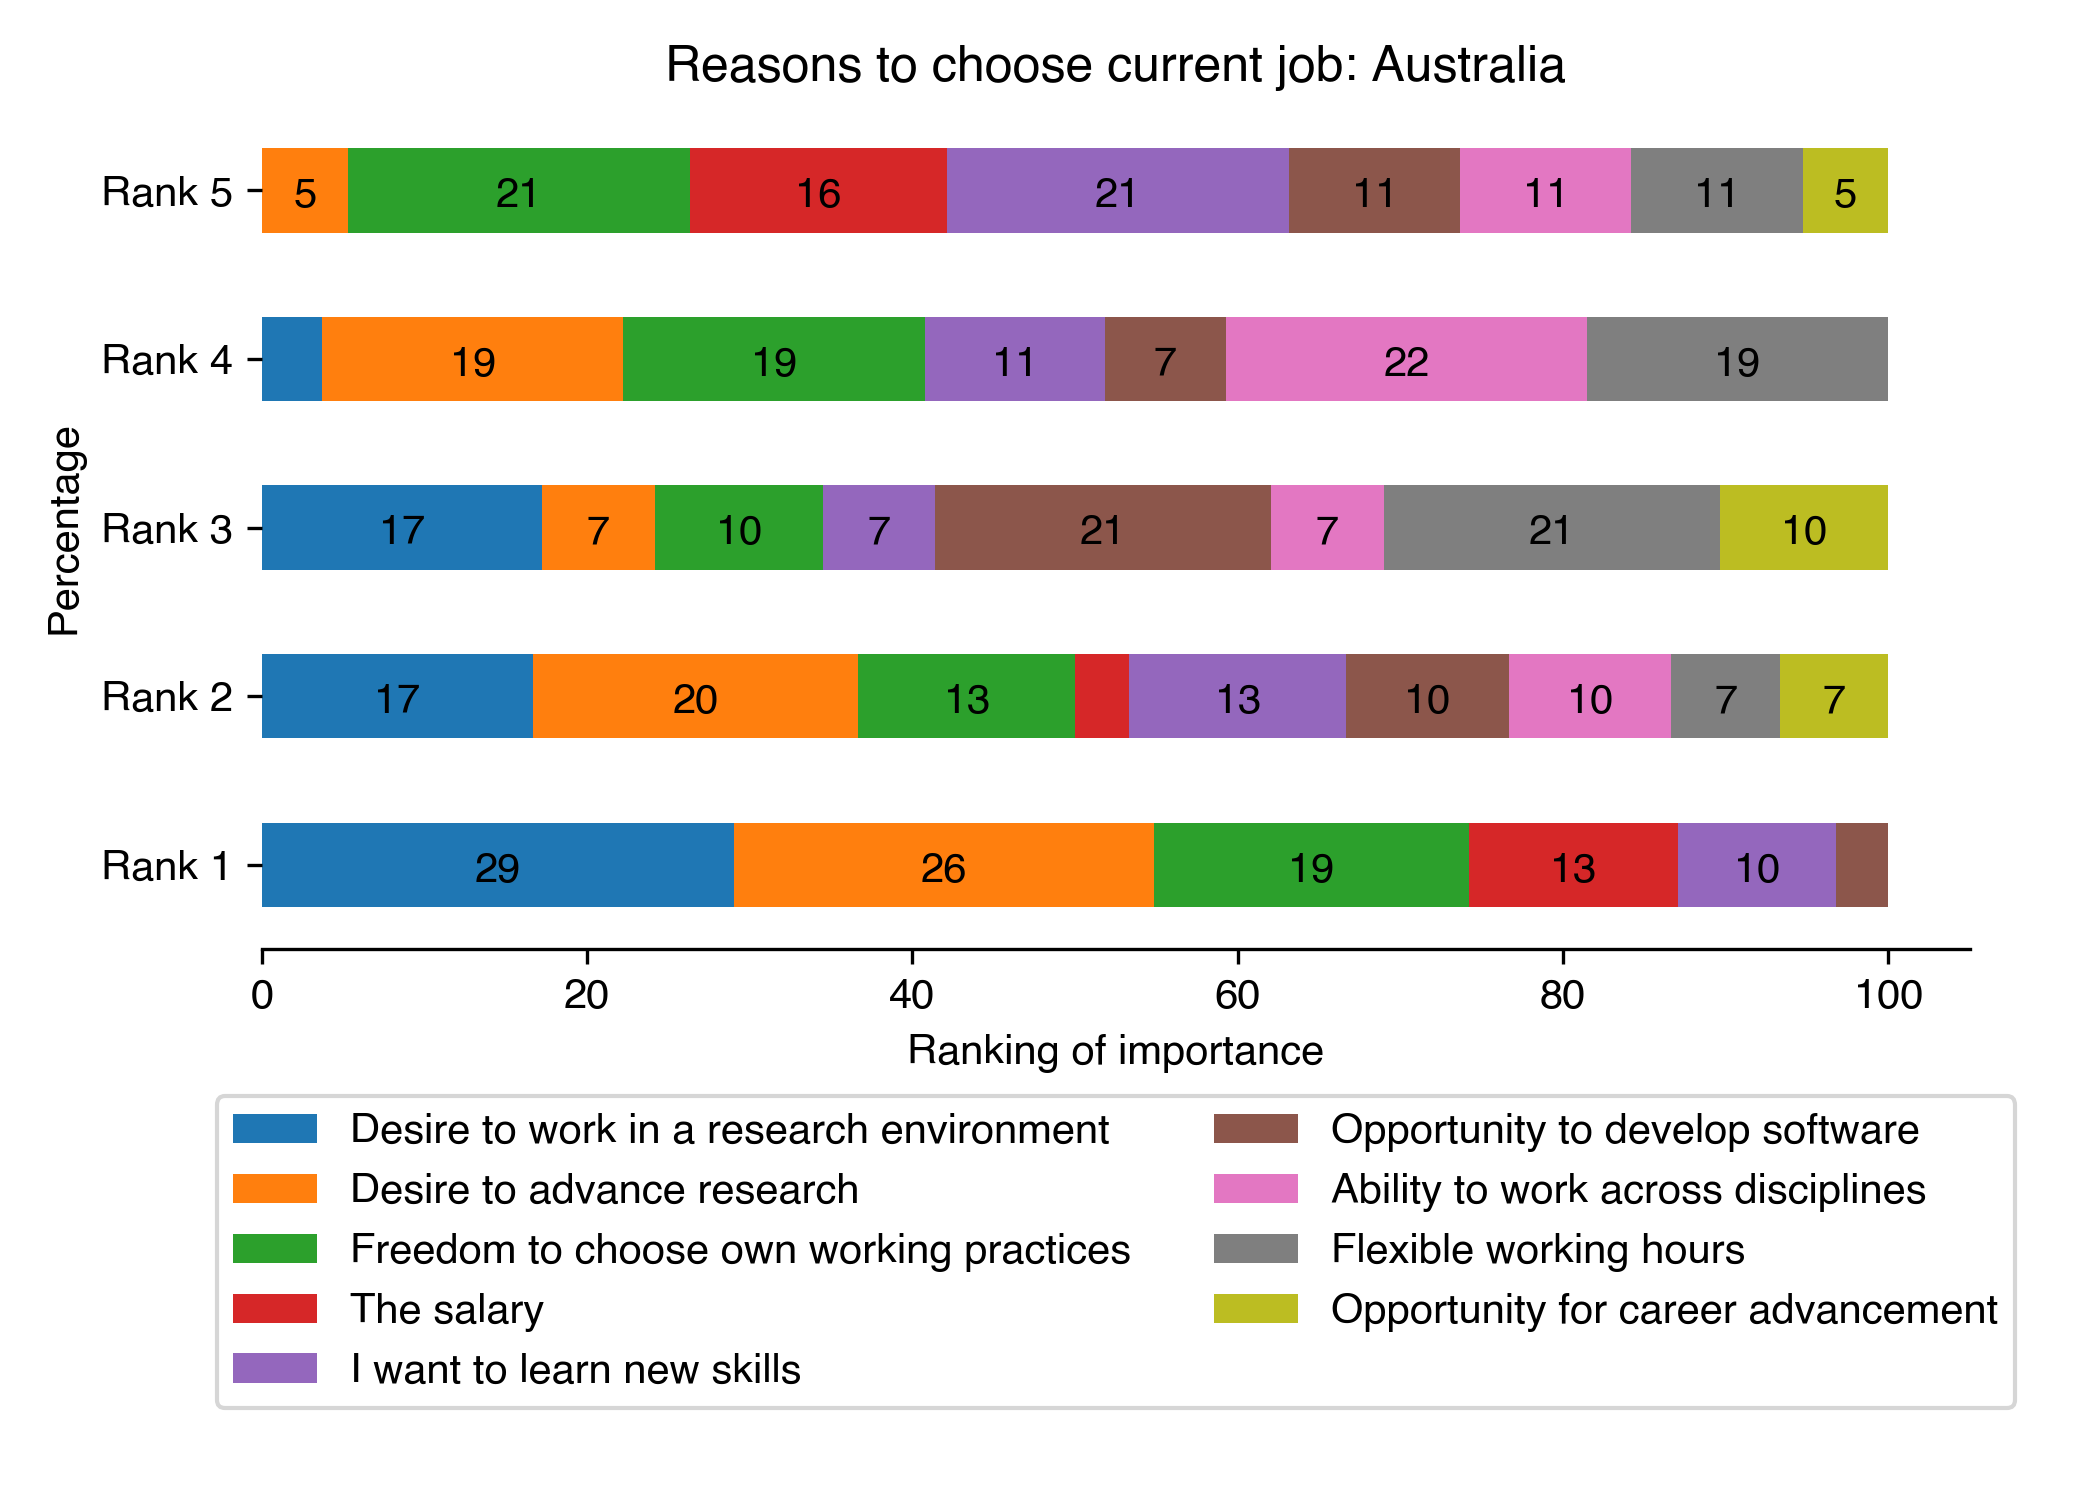 Reasons to choose current job: Australia
Rank 5
5 21 16 21 11 11 11 5
Rank 4
19 19 11 7 22 19
Rank 3
17 7 10 7 21 7 21 10
Rank 2
17 20 13 13 10 10 7 7
Rank 1
29 26 19 13 10
Percentage
0 20 40 60 80 100
Ranking of importance
Desire to work in a research environment
Desire to advance research
Freedom to choose own working practices
The salary
I want to learn new skills
Opportunity to develop software
Ability to work across disciplines
Flexible working hours
Opportunity for career advancement